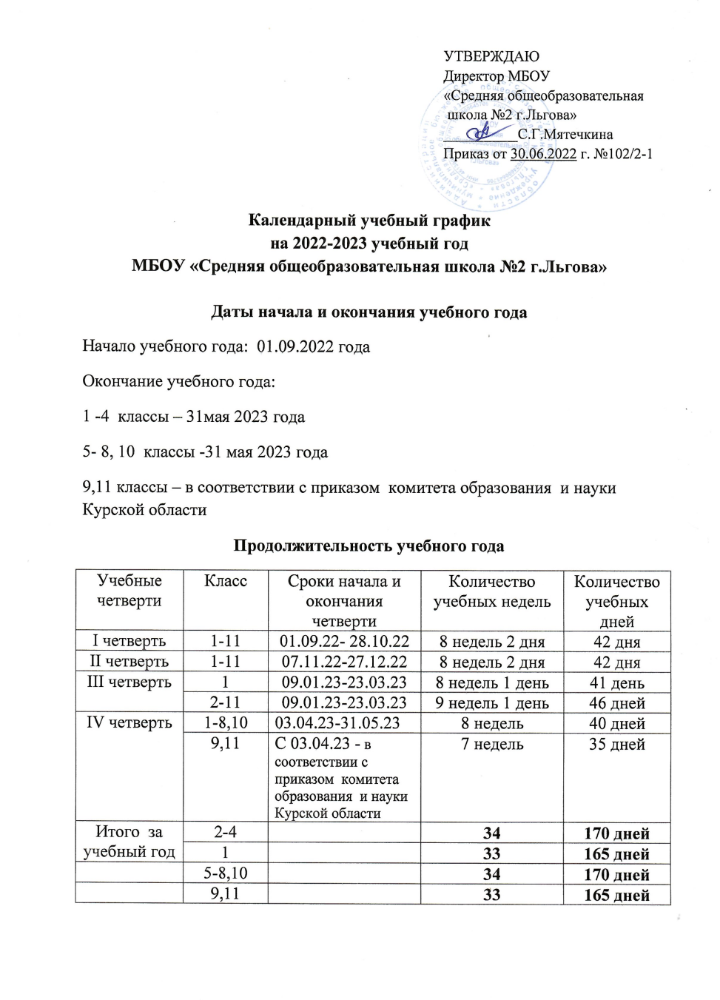 УТВЕРЖДАЮ
Директор МБОУ
«Средняя общеобразовательная
школа №2 г.Льгова»
____________С.Г.Мятечкина
Приказ от 30.06.2022 г. №102/2-1
Календарный учебный график
на 2022-2023 учебный год
МБОУ «Средняя общеобразовательная школа №2 г.Льгова»
Даты начала и окончания учебного года
Начало учебного года: 01.09.2022 года
Окончание учебного года:
1 -4 классы – 31мая 2023 года
5- 8, 10 классы -31 мая 2023 года
9,11 классы – в соответствии с приказом комитета образования и науки
Курской области
Продолжительность учебного года
Учебные четверти Класс Сроки начала и окончания четверти Количество учебных недель Количество учебных дней
I четверть 1-11 01.09.22- 28.10.22 8 недель 2 дня 42 дня
II четверть 1-11 07.11.22-27.12.22 8 недель 2 дня 42 дня
III четверть 1 09.01.23-23.03.23 8 недель 1 день 41 день
2-11 09.01.23-23.03.23 9 недель 1 день 46 дней
IV четверть 1-8,10 03.04.23-31.05.23 8 недель 40 дней
9,11 С 03.04.23 - в соответствии с приказом комитета образования и науки Курской области 7 недель 35 дней
Итого за учебный год 2-4 34 170 дней
1 33 165 дней
5-8,10 34 170 дней
9,11 33 165 дней